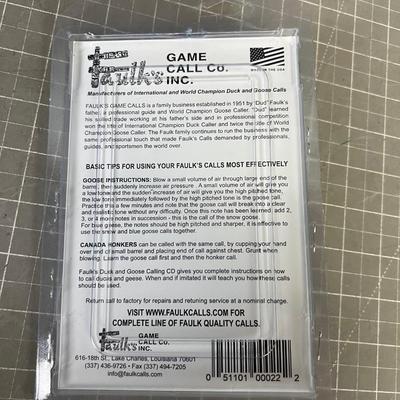 Faulk's
GAME
CALL Co.
INC.
MADE IN THE USA
Manufacturers of International and World Champion Duck and Goose Calls
FAULK'S GAME CALLS is a family business established in 1951 by "Dud" Faulk's
father, a professional guide and World Champion Goose Caller. "Dud" learned
his skilled trade working at his father's side and in professional competition
won the title of International Champion Duck Caller and twice the title of World
Champion Goose Caller. The Faulk family continues to run the business with the
same professional touch that made Faulk's CALLS demanded by professionals,
guides, and sportsmen the world over.
BASIC TIPS FOR USING YOUR FAULK'S CALLS MOST EFFECTIVELY
GOOSE INSTRUCTIONS: Blow a small volume of air through large end of the
barrel, then suddenly increase air pressure . A small volume of air will give you
a low tone and the sudden increase of air will give you the high pitched tone,
the low tone immediately followed by the high pitched tone is the goose call.
Practice this a few minutes and note that the goose call will break into a clear
and realistic tone without any difficulty. Once this note has been learned, add 2,
3, or 4 more notes in succession - this is the call of the snow goose.
For blue geese, the notes should be high pitched and sharper, it is effective to
use the snow and blue goose calls together.
CANADA HONKERS can be called with the same call, by cupping your hand
over end of small barrel and placing end of call against chest. Grunt when
blowing. Learn the goose call first and then the honker call.
Faulk's Duck and Goose Calling CD gives you complete instructions on how
to call ducks and geese. When and if imitated it will teach you how these calls
should be used.
Return call to factory for repairs and retuning service at a nominal charge.
VISIT WWW.FAULKCALLS.COM FOR
COMPLETE LINE OF FAULK QUALITY CALLS.
Faulk's
GAME
CALL Co.
INC.
616-18th St., Lake Charles, Louisiana 70601
(337) 436-9726 • Fax (337) 494-7205
info@faulkcalls.com
0 51101 00022 2